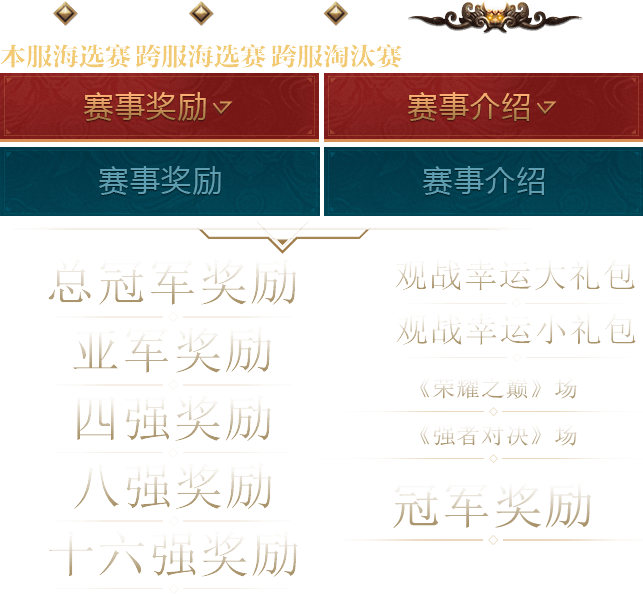 本服海选赛 跨服海选赛 跨服淘汰赛
赛事奖励
赛事介绍
赛事奖励
赛事介绍
总冠军奖励
亚军奖励
四强奖励
八强奖励
十六强奖励
观战幸运大礼包
观战幸运小礼包
《荣耀之巅》场
《强者对决》场
冠军奖励